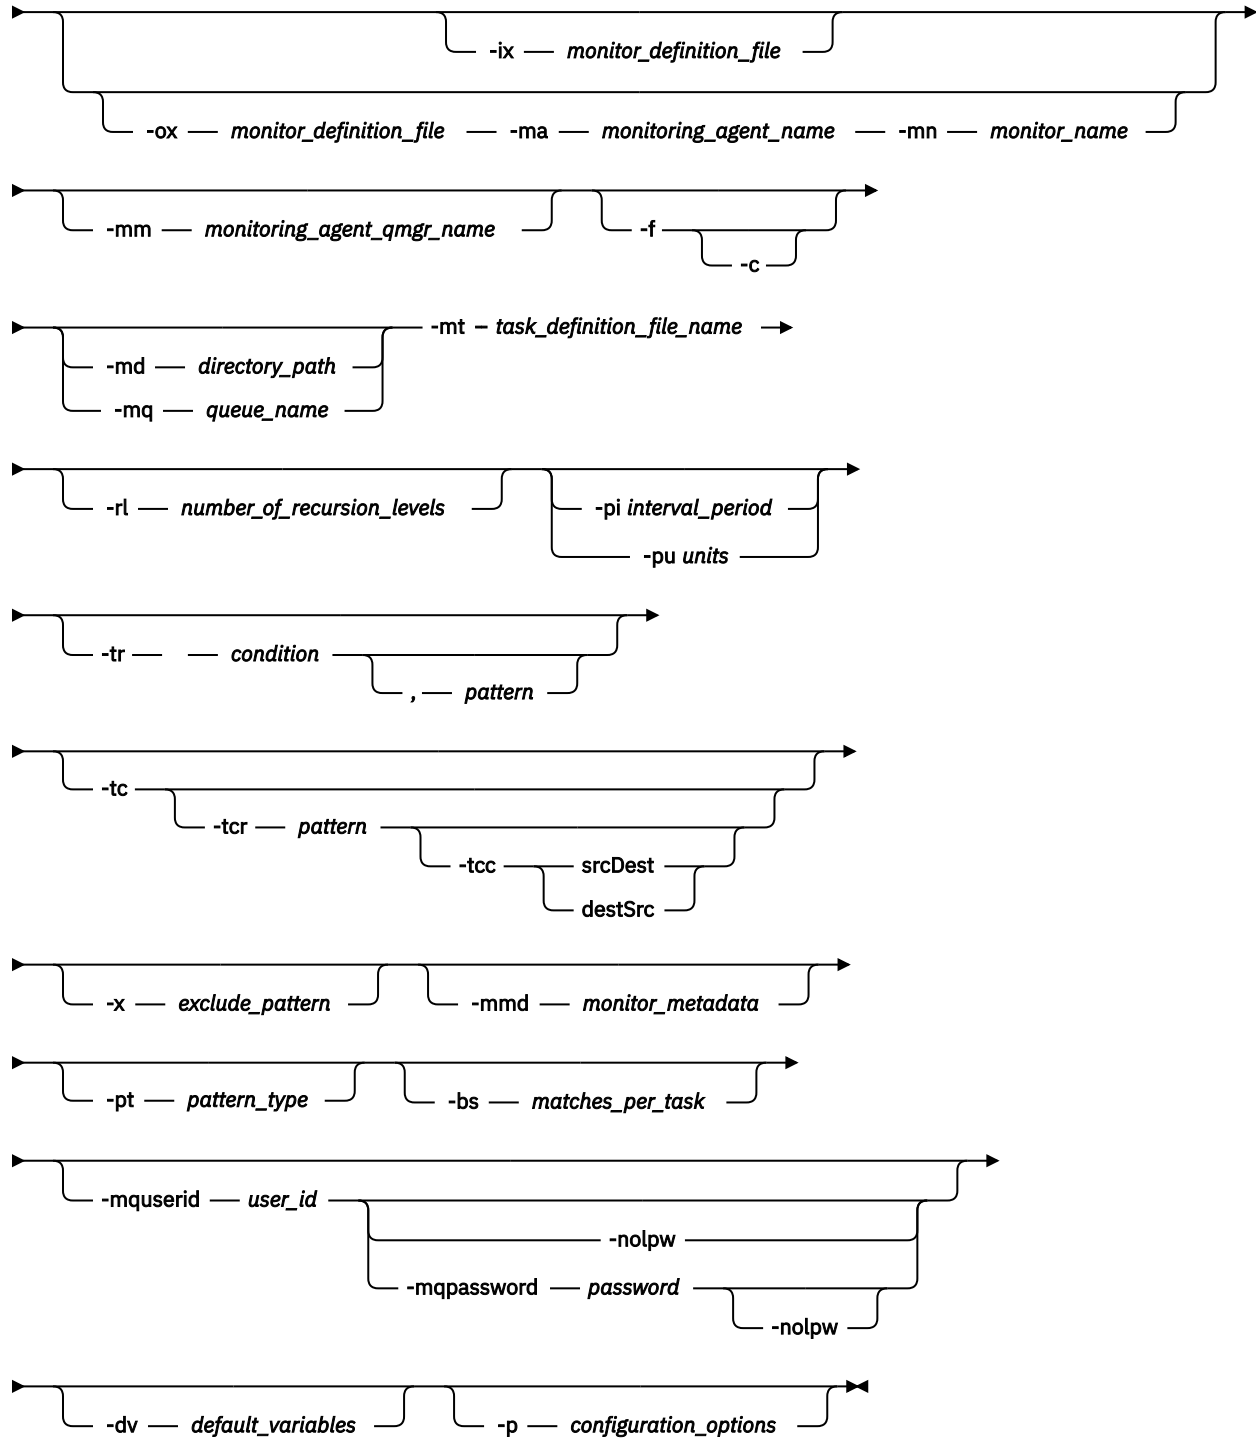 -ix monitor_definition_file
-ox monitor_definition_file -ma monitoring_agent_name -mn monitor_name
-mm monitoring_agent_qmgr_name -f
-c
-mt task_definition_file_name
-md directory_path
-mq queue_name
-rl number_of_recursion_levels -pi interval_period
-pu units
-tr condition
, pattern
-tc
-tcr pattern
-tcc srcDest
destSrc
-x exclude_pattern -mmd monitor_metadata
-pt pattern_type -bs matches_per_task
-mquserid user_id
-nolpw
-mqpassword password
-nolpw
-dv default_variables -p configuration_options